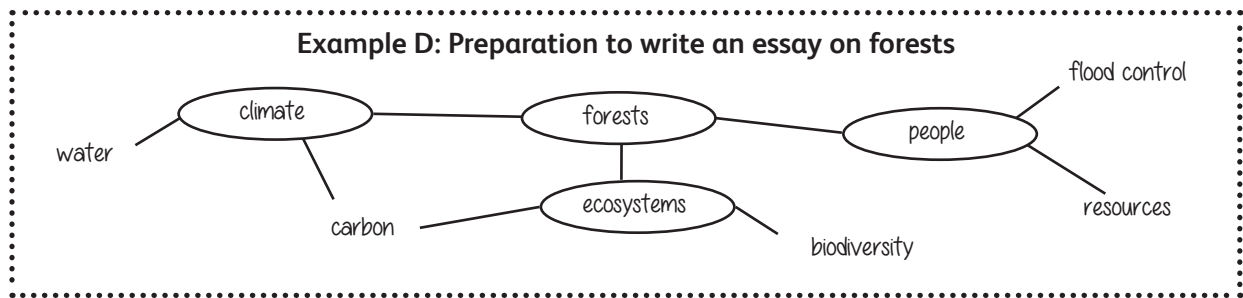 Example D: Preparation to write an essay on forests
flood control
climate
forests
people
water
ecosystems
resources
carbon
biodiversity